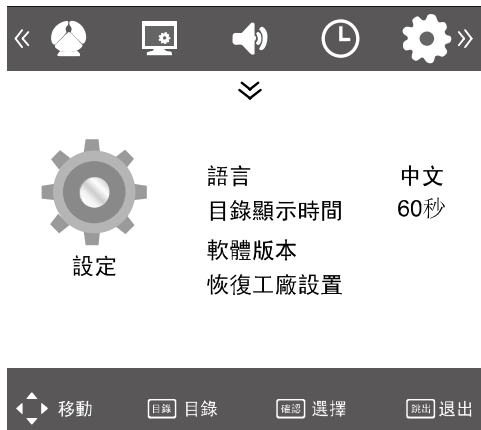 語言 中文
目錄顯示時間 60秒
軟體版本
恢復工廠設置
設定
移動 目錄 目錄 確認 選擇 跳出 退出